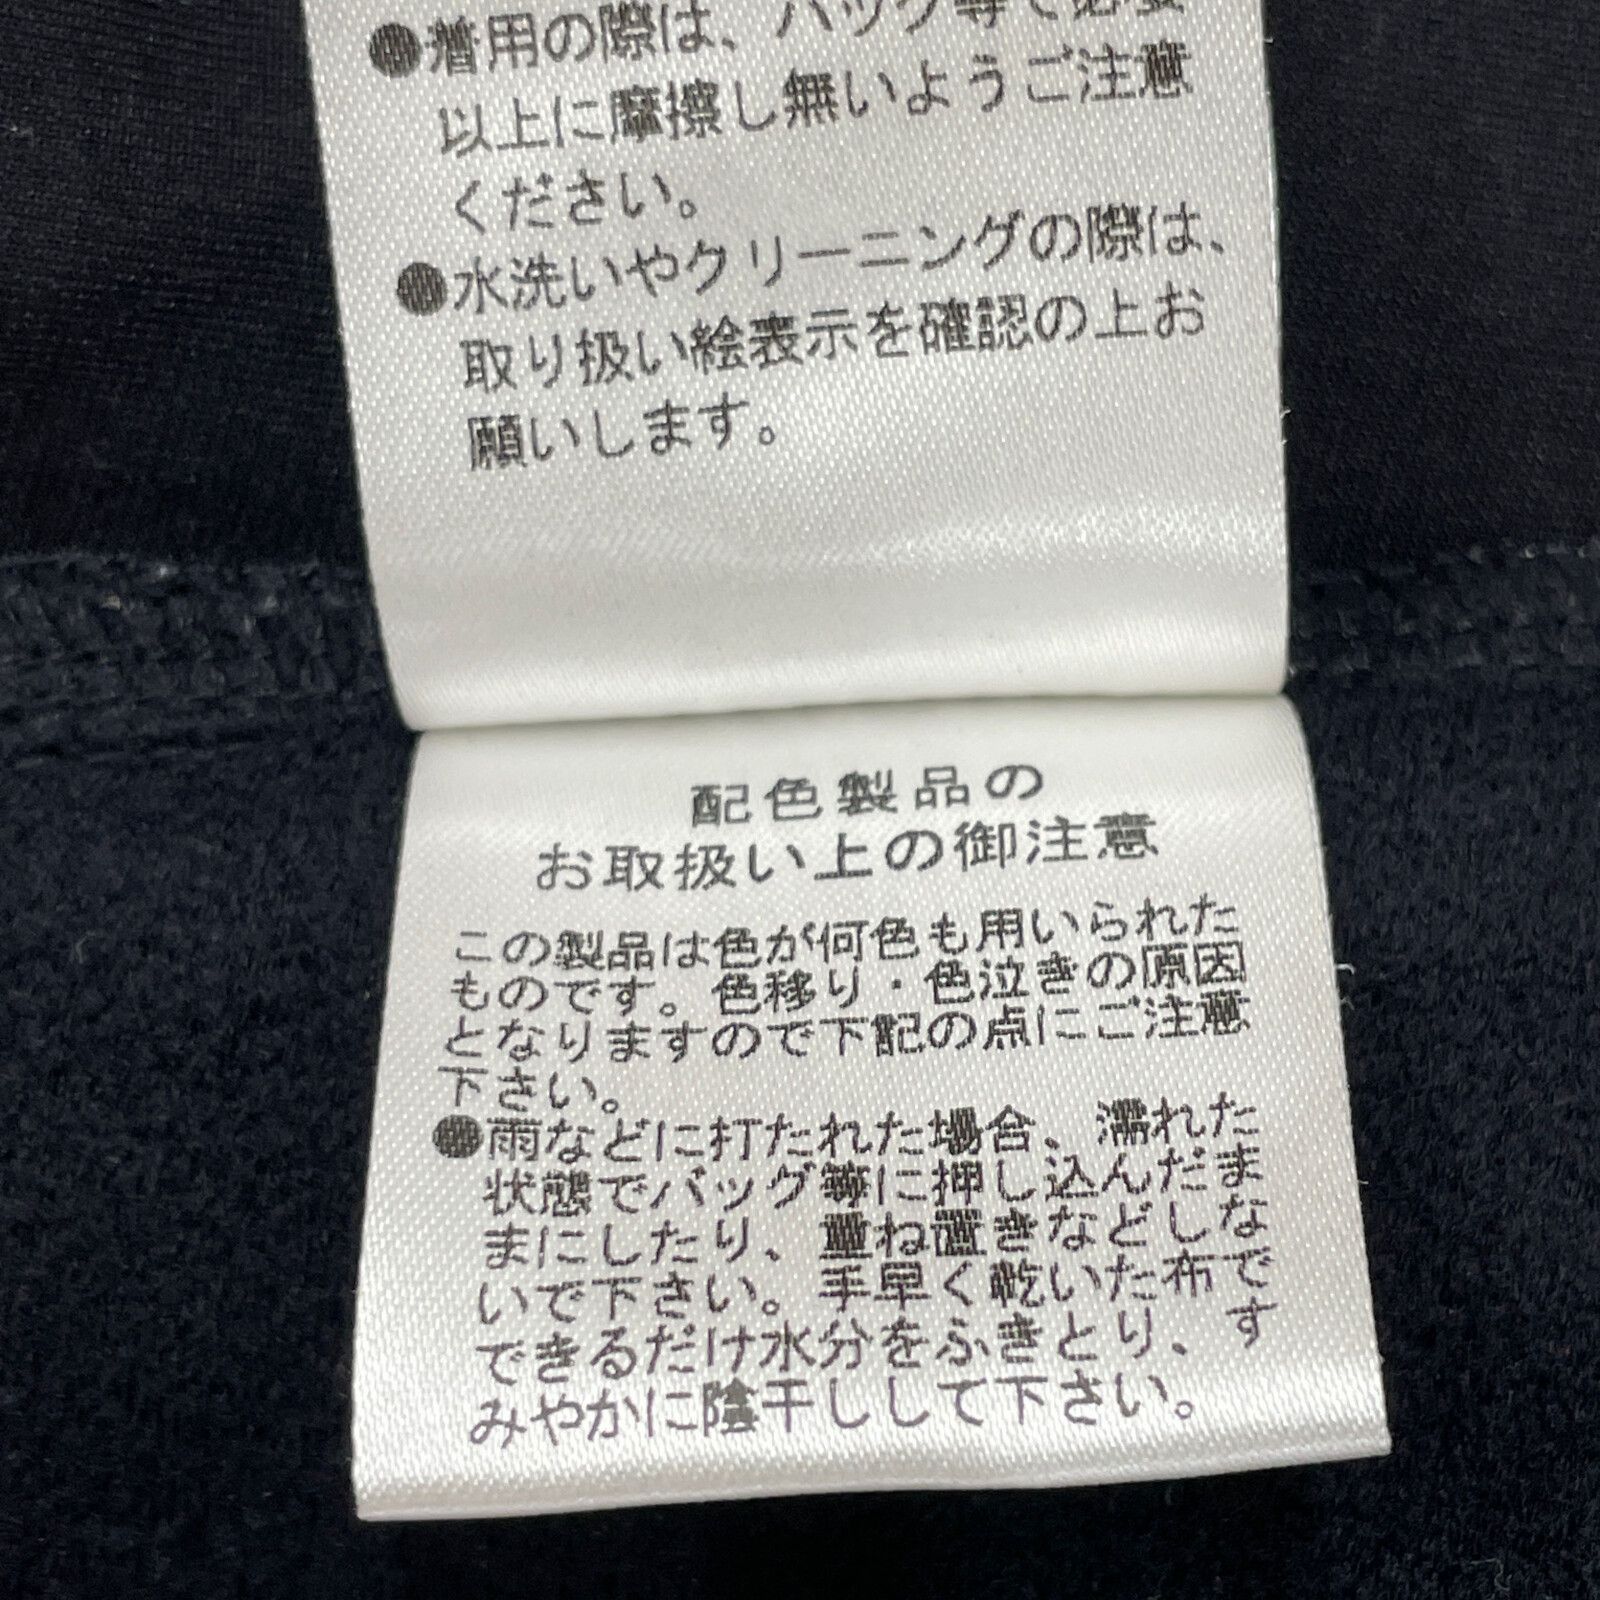 ●着用の際は、バッグ等で必要
以上に摩擦し無いようご注意
ください。
●水洗いやクリーニングの際は、
取り扱い絵表示を確認の上お
願いします。
配色製品の
お取扱い上の御注意
この製品は色が何色も用いられた
ものです。色移り・色泣きの原因
となりますので下記の点にご注意
下さい。
●雨などに打たれた場合、濡れた
状態でバッグ等に押し込んだま
まにしたり、重ね置きなどしな
いで下さい。手早く乾いた布で
できるだけ水分をふきとり、す
みやかに陰干しして下さい。